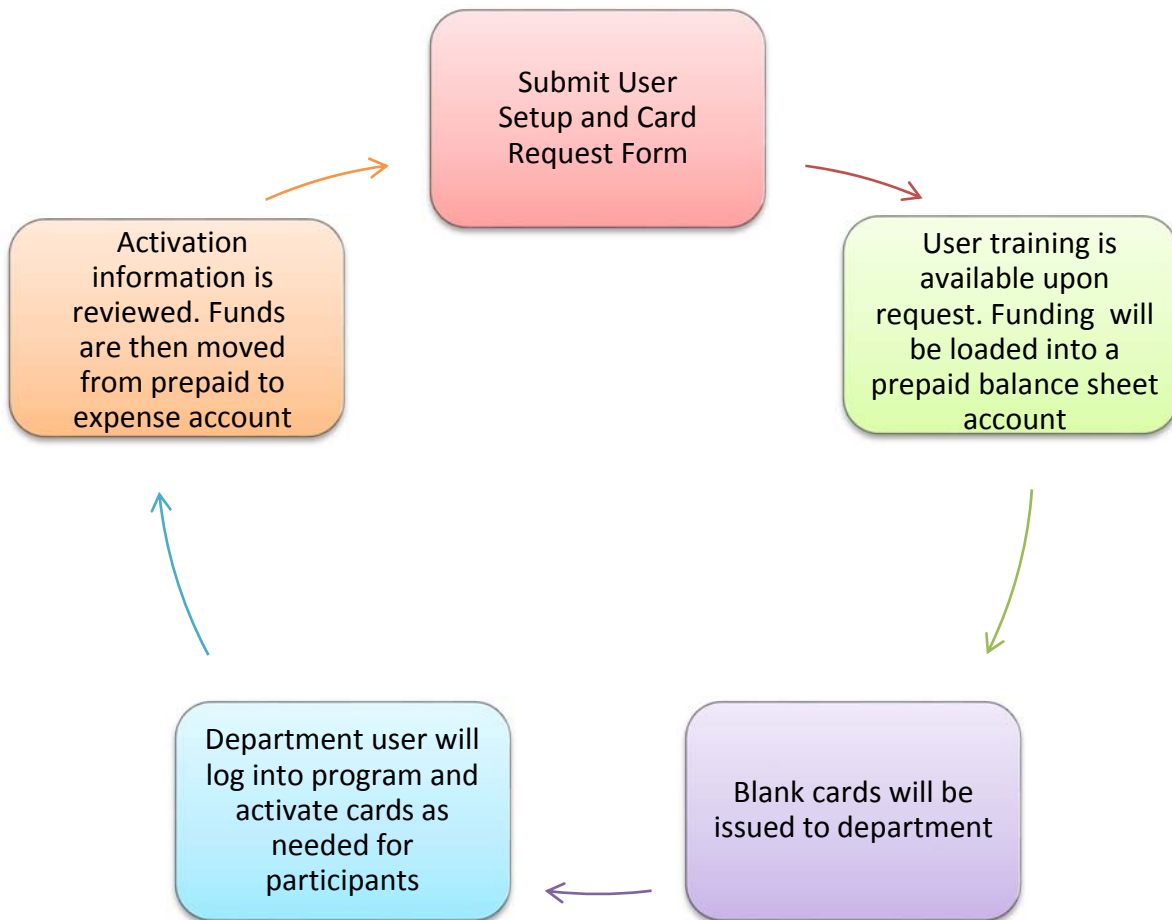 Submit User
Setup and Card
Request Form
User training is
available upon
request. Funding will
be loaded into a
prepaid balance sheet
account
Blank cards will be
issued to department
Department user will
log into program and
activate cards as
needed for
participants
Activation
information is
reviewed. Funds
are then moved
from prepaid to
expense account